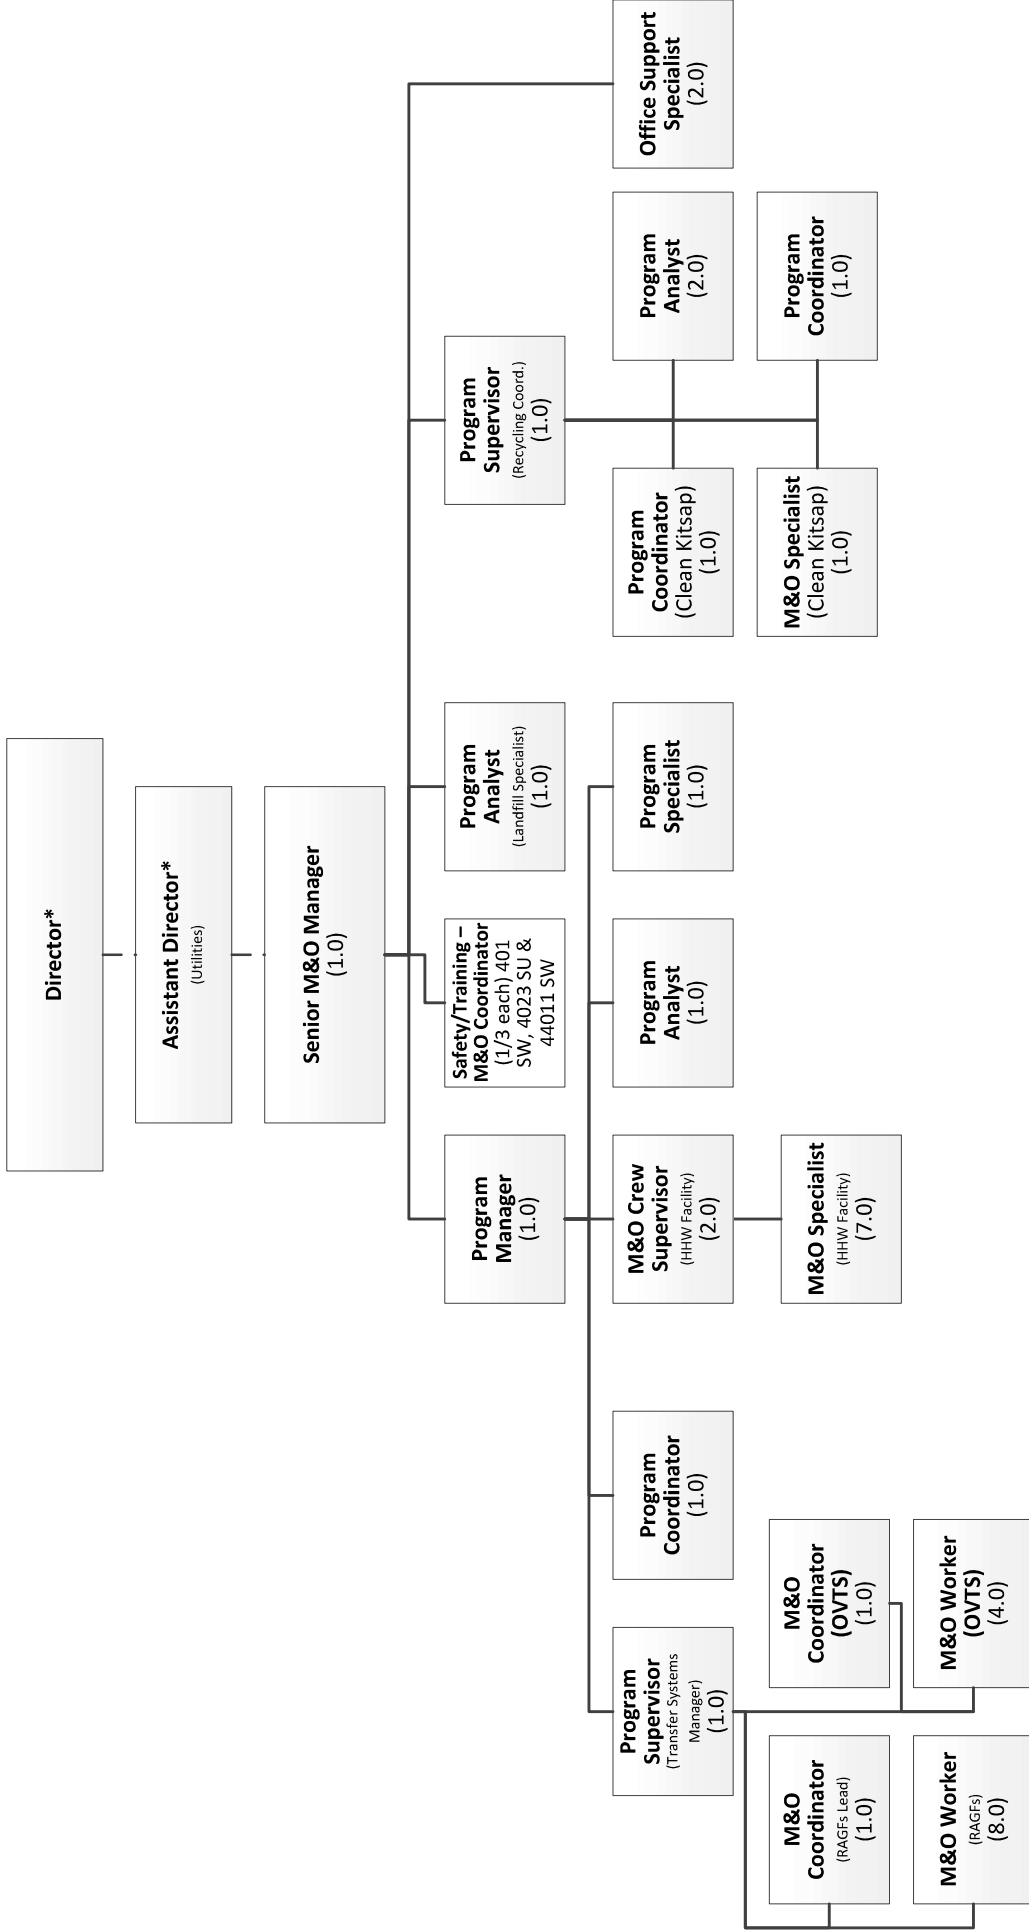 Director*
Assistant Director*
(Utilities)
Senior M&O Manager
(1.0)
Program
Manager
(1.0)
Safety/Training –
M&O Coordinator
(1/3 each) 401
SW, 4023 SU &
44011 SW
Program
Analyst
(Landfill Specialist)
(1.0)
Program
Supervisor
(Recycling Coord.)
(1.0)
Program
Supervisor
(Transfer Systems
Manager)
(1.0)
Program
Coordinator
(1.0)
M&O Crew
Supervisor
(HHW Facility)
(2.0)
Program
Analyst
(1.0)
Program
Specialist
(1.0)
Program
Coordinator
(Clean Kitsap)
(1.0)
Program
Analyst
(2.0)
Office Support
Specialist
(2.0)
M&O Specialist
(Clean Kitsap)
(1.0)
Program
Coordinator
(1.0)
M&O
Coordinator
(RAGFs Lead)
(1.0)
M&O
Coordinator
(OVTS)
(1.0)
M&O Specialist
(HHW Facility)
(7.0)
M&O Worker
(RAGFs)
(8.0)
M&O Worker
(OVTS)
(4.0)